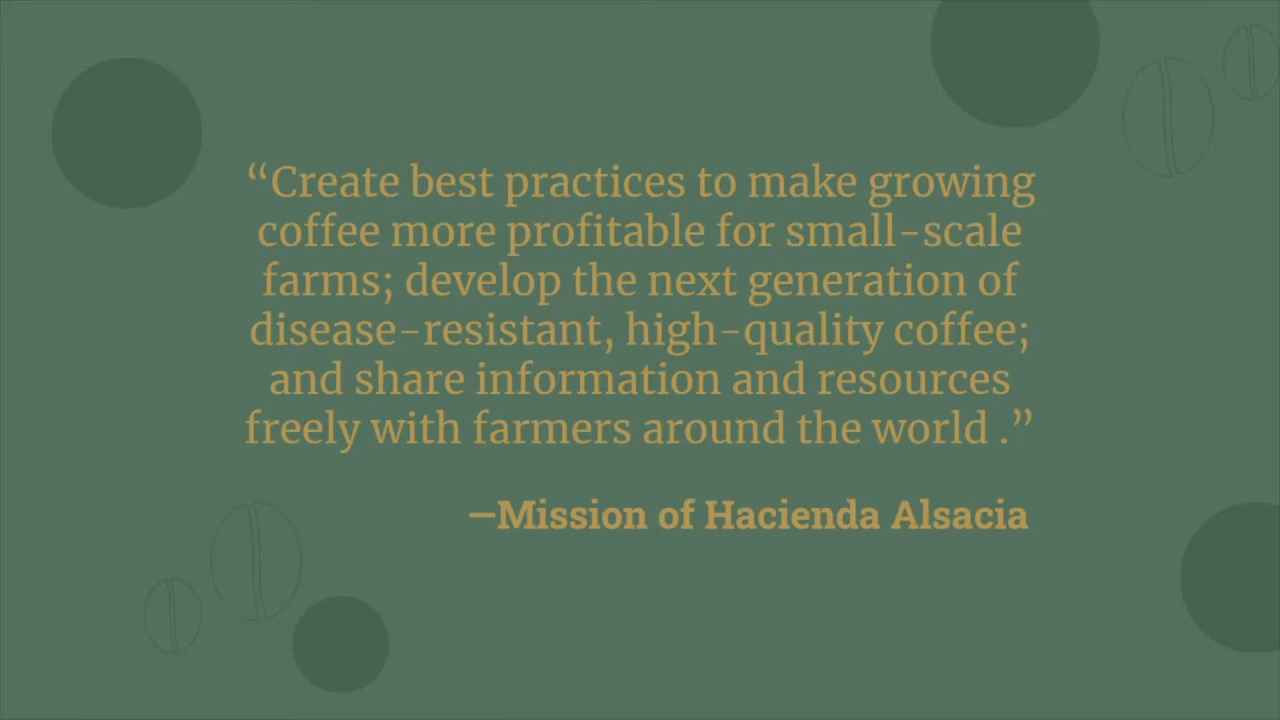 “Create best practices to make growing
coffee more profitable for small-scale
farms; develop the next generation of
disease-resistant, high-quality coffee;
and share information and resources
freely with farmers around the world .”
—Mission of Hacienda Alsacia